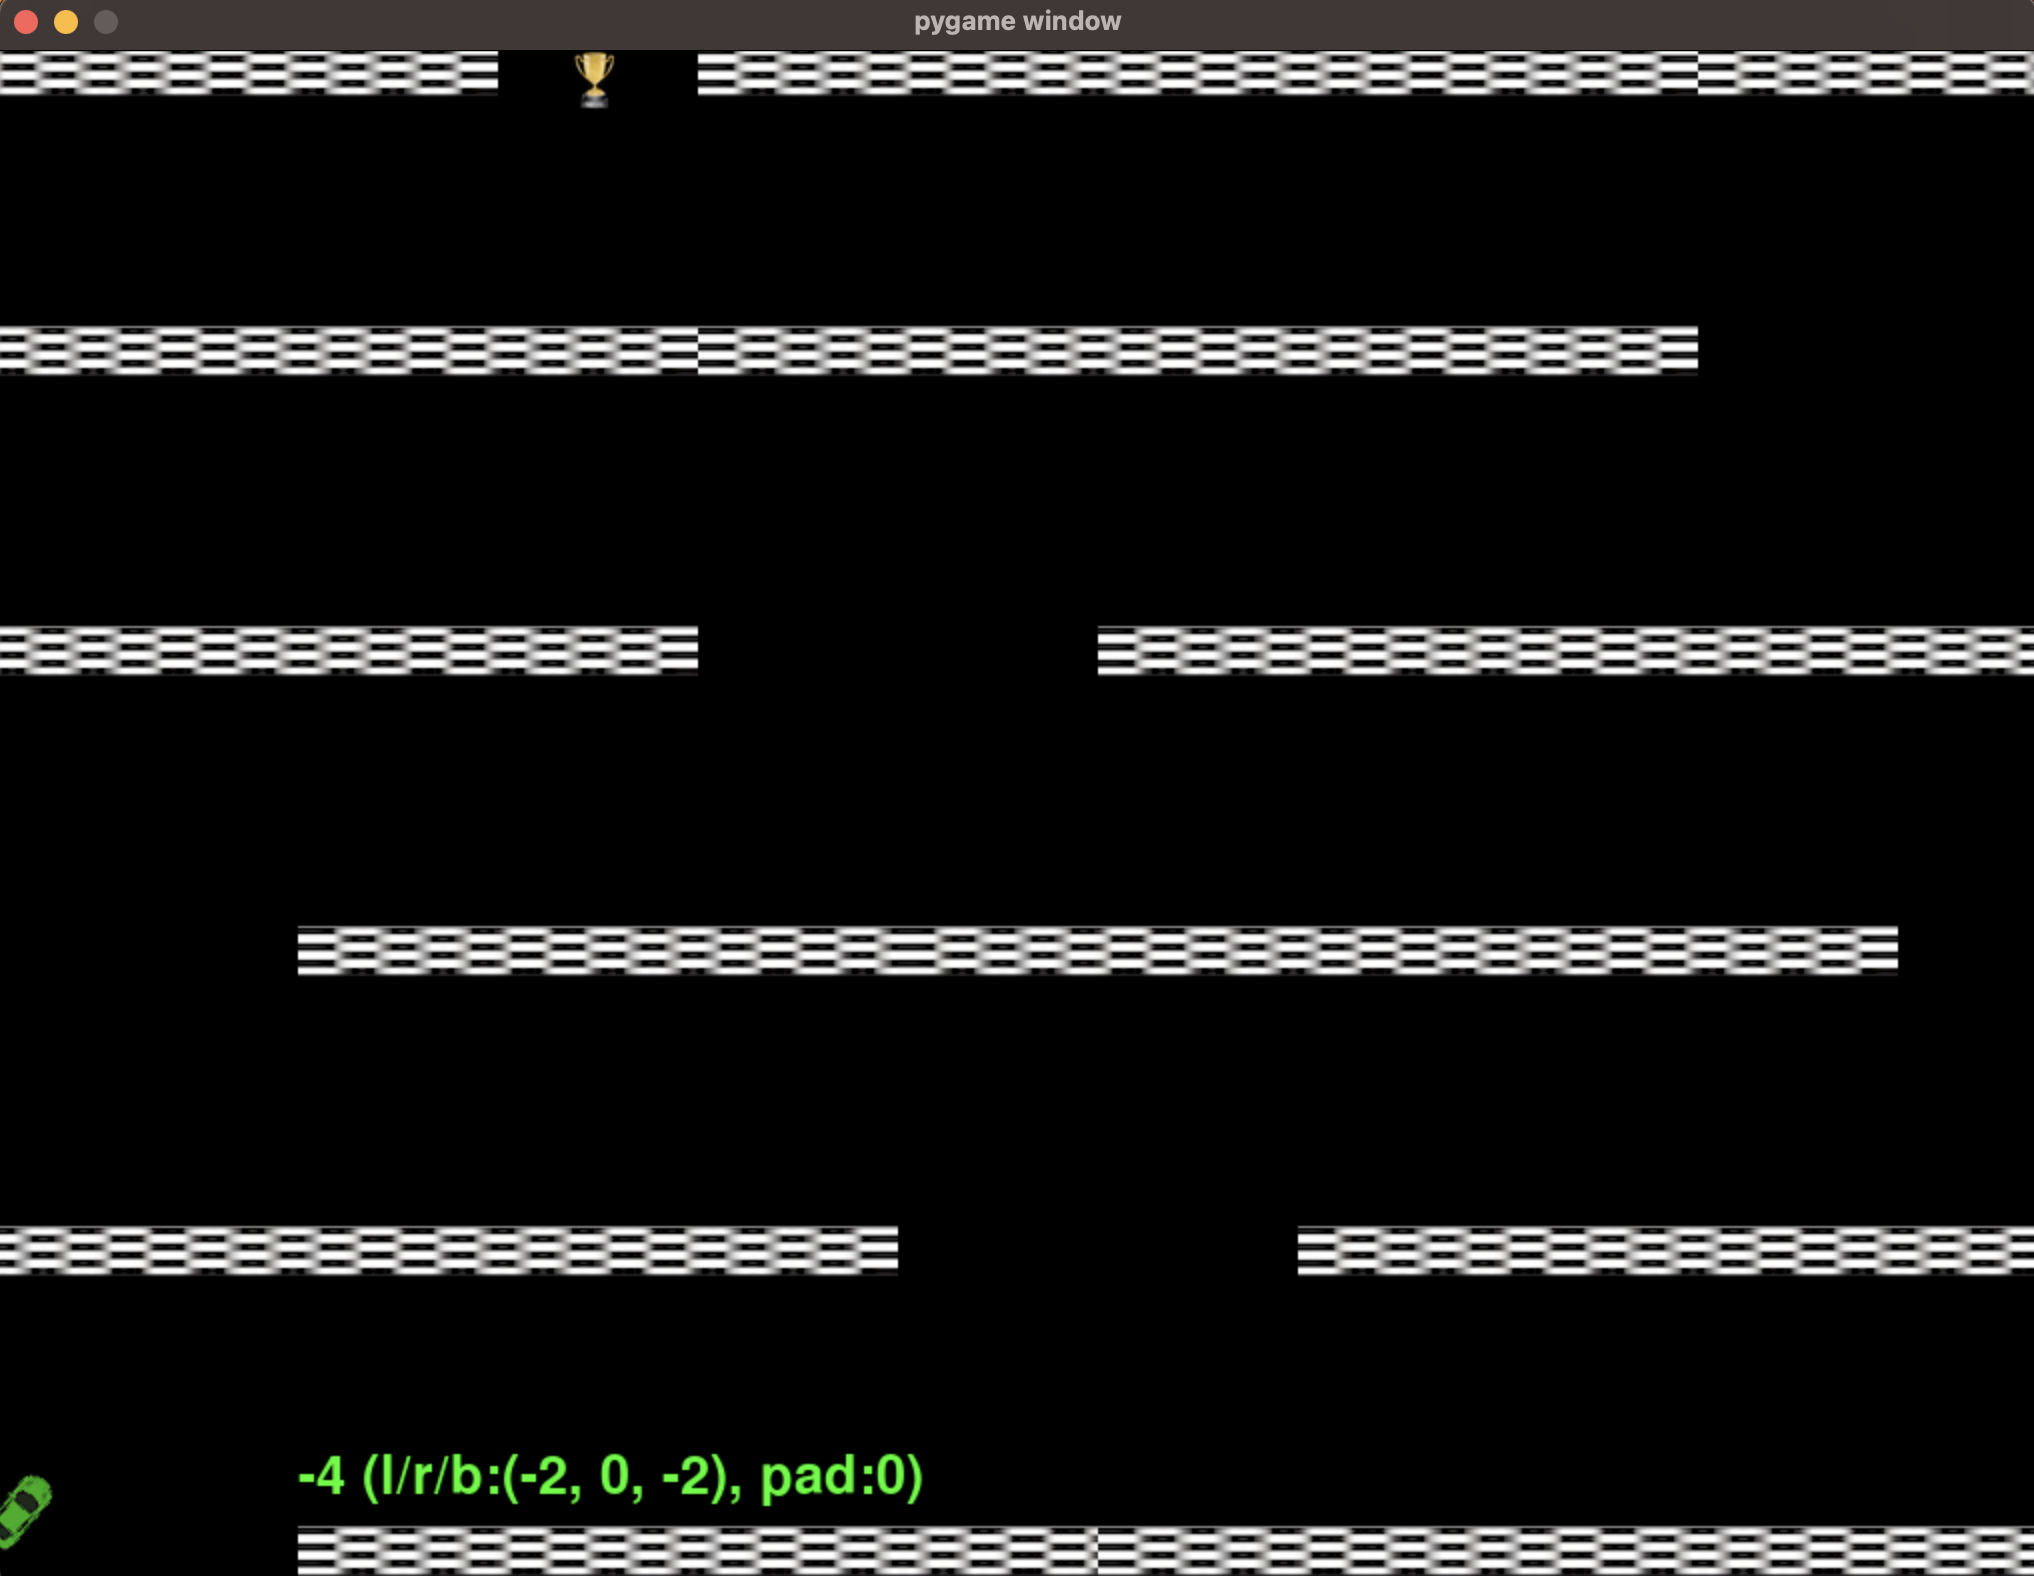 pygame window
-4 (l/r/b:(-2, 0, -2), pad:0)